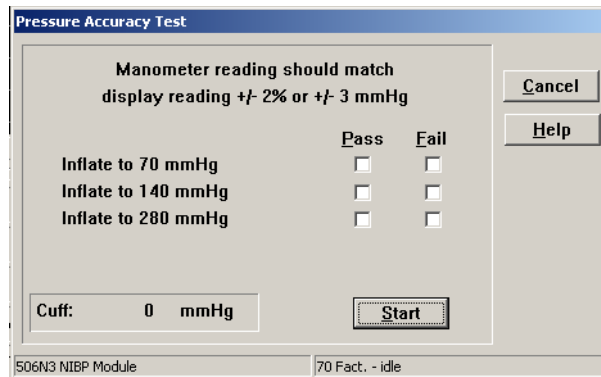 Pressure Accuracy Test
Manometer reading should match
display reading +/- 2% or +/- 3 mmHg
Cancel
Help
Pass Fail
Inflate to 70 mmHg
Inflate to 140 mmHg
Inflate to 280 mmHg
Cuff: 0 mmHg
Start
506N3 NIBP Module
70 Fact. - idle